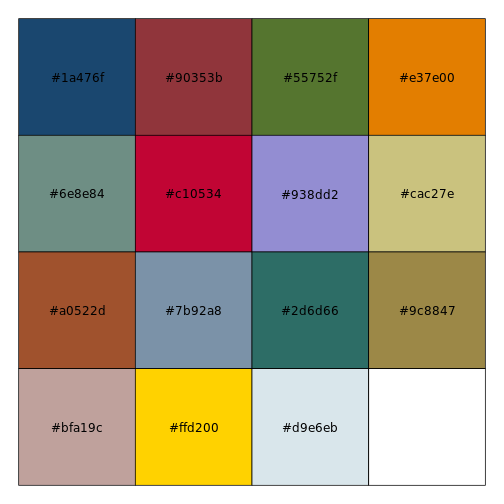 #1a476f #90353b #55752f #e37e00
#6e8e84 #c10534 #938dd2 #cac27e
#a0522d #7b92a8 #2d6d66 #9c8847
#bfa19c #ffd200 #d9e6eb